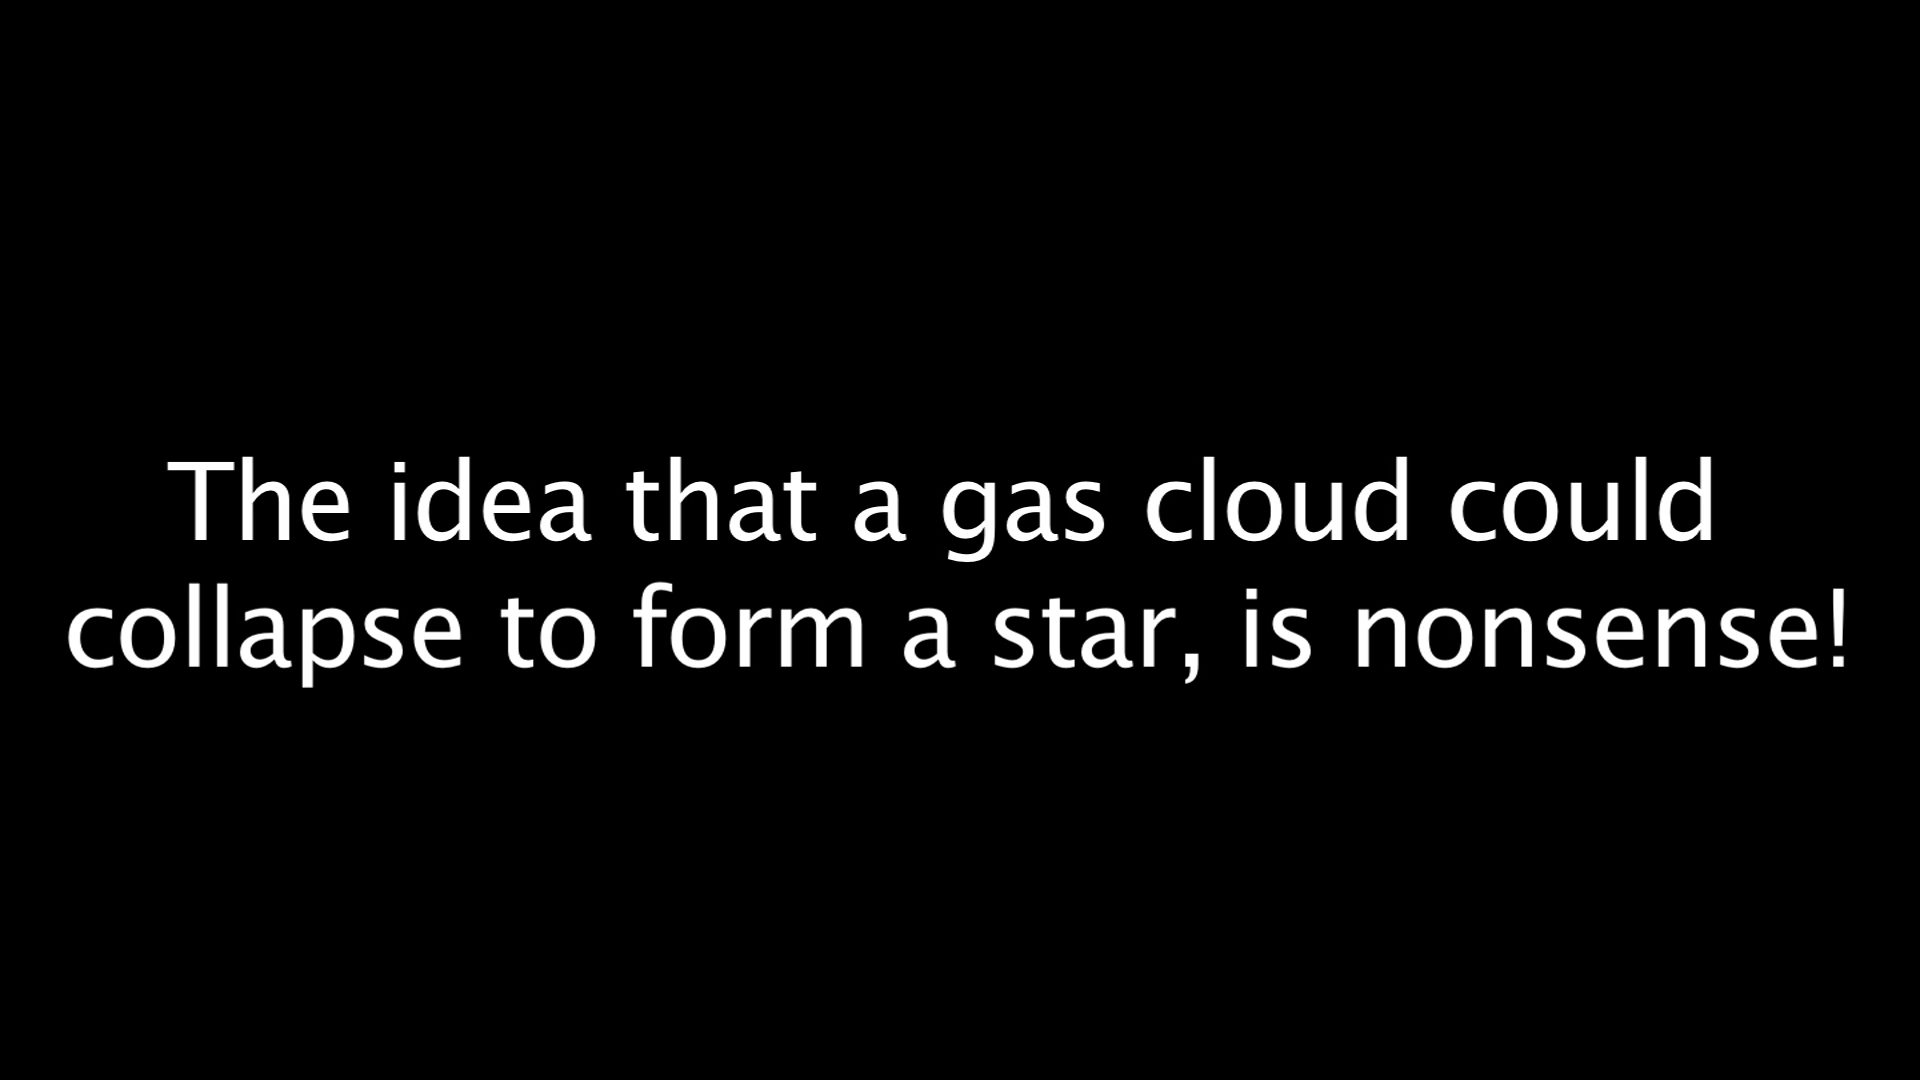 The idea that a gas cloud could
collapse to form a star, is nonsense!